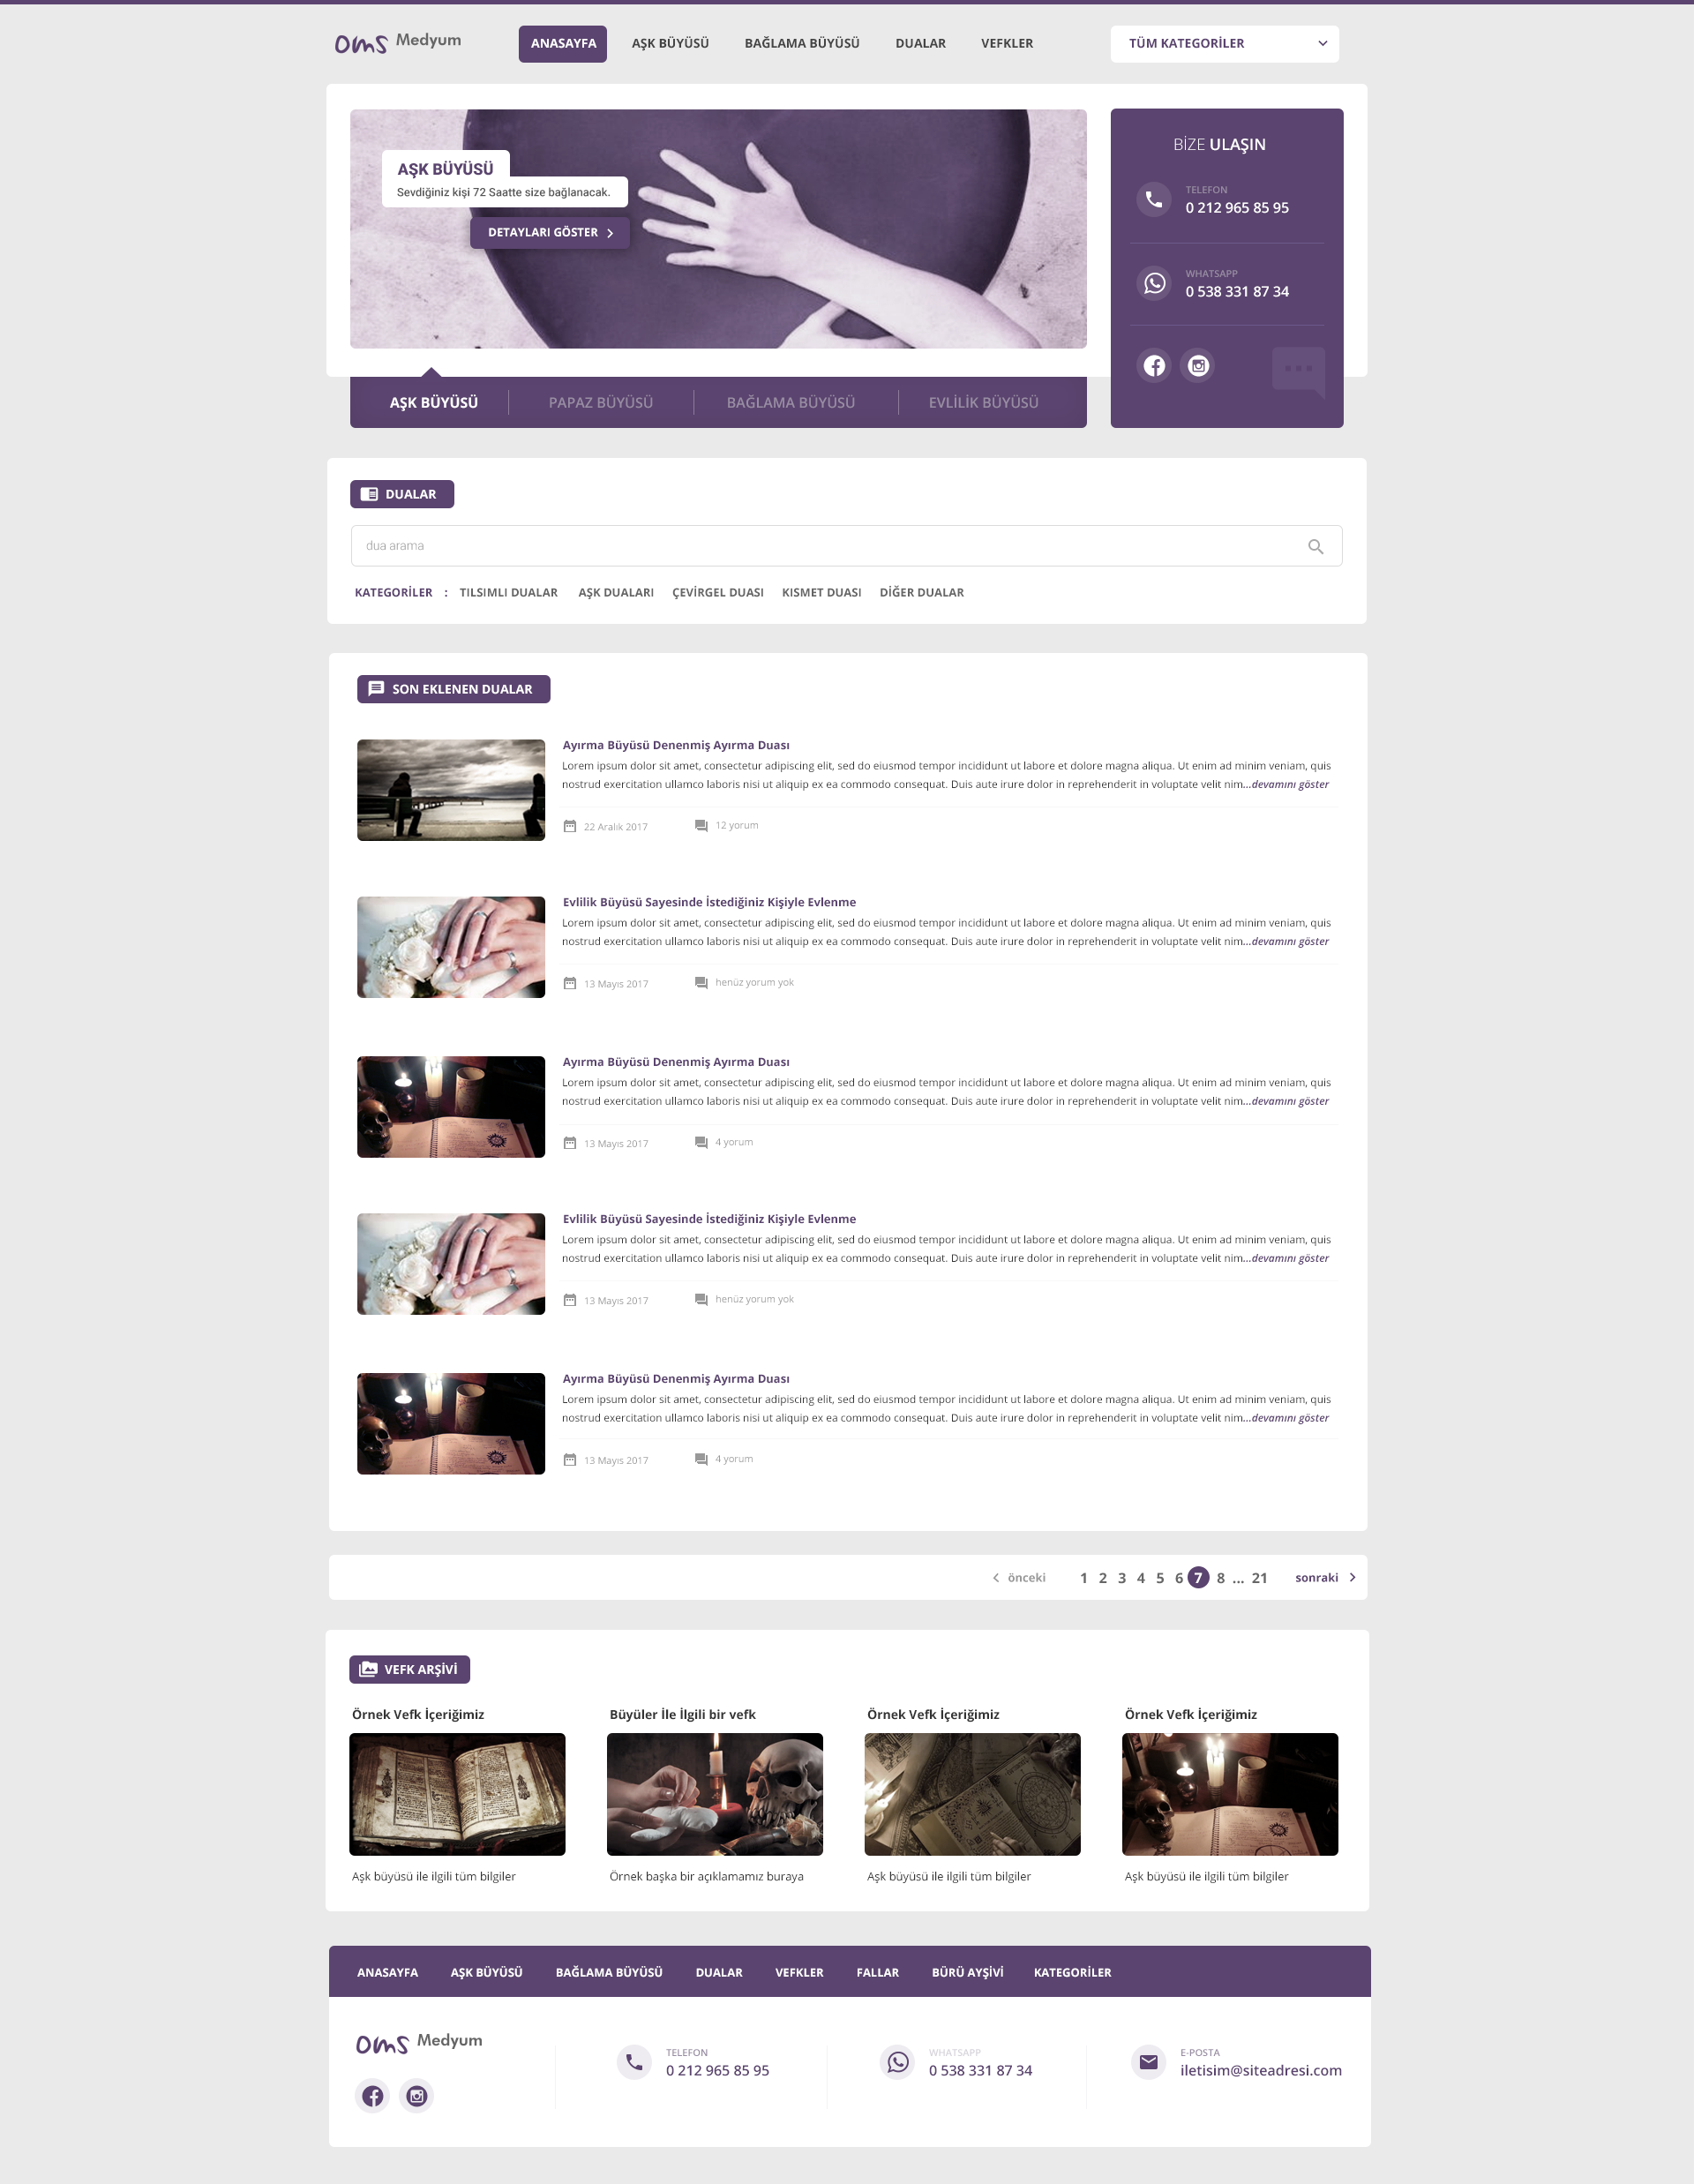 oms Medyum
ANASAYFA
AŞK BÜYÜSÜ
BAĞLAMA BÜYÜSÜ
DUALAR
VEFKLER
TÜM KATEGORİLER
AŞK BÜYÜSÜ
Sevdiğiniz kişi 72 Saatte size bağlanacak.
DETAYLARI GÖSTER
BİZE ULAŞIN
TELEFON
0 212 965 85 95
WHATSAPP
0 538 331 87 34
AŞK BÜYÜSÜ
PAPAZ BÜYÜSÜ
BAĞLAMA BÜYÜSÜ
EVLİLİK BÜYÜSÜ
DUALAR
dua arama
KATEGORİLER : TILSIMLI DUALAR AŞK DUALARI ÇEVİRGEL DUASI KISMET DUASI DİĞER DUALAR
SON EKLENEN DUALAR
Ayırma Büyüsü Denenmiş Ayırma Duası
Lorem ipsum dolor sit amet, consectetur adipiscing elit, sed do eiusmod tempor incididunt ut labore et dolore magna aliqua. Ut enim ad minim veniam, quis
nostrud exercitation ullamco laboris nisi ut aliquip ex ea commodo consequat. Duis aute irure dolor in reprehenderit in voluptate velit nim...devamını göster
22 Aralık 2017
12 yorum
Evlilik Büyüsü Sayesinde İstediğiniz Kişiyle Evlenme
Lorem ipsum dolor sit amet, consectetur adipiscing elit, sed do eiusmod tempor incididunt ut labore et dolore magna aliqua. Ut enim ad minim veniam, quis
nostrud exercitation ullamco laboris nisi ut aliquip ex ea commodo consequat. Duis aute irure dolor in reprehenderit in voluptate velit nim...devamını göster
13 Mayıs 2017
henüz yorum yok
Ayırma Büyüsü Denenmiş Ayırma Duası
Lorem ipsum dolor sit amet, consectetur adipiscing elit, sed do eiusmod tempor incididunt ut labore et dolore magna aliqua. Ut enim ad minim veniam, quis
nostrud exercitation ullamco laboris nisi ut aliquip ex ea commodo consequat. Duis aute irure dolor in reprehenderit in voluptate velit nim...devamını göster
13 Mayıs 2017
4 yorum
Evlilik Büyüsü Sayesinde İstediğiniz Kişiyle Evlenme
Lorem ipsum dolor sit amet, consectetur adipiscing elit, sed do eiusmod tempor incididunt ut labore et dolore magna aliqua. Ut enim ad minim veniam, quis
nostrud exercitation ullamco laboris nisi ut aliquip ex ea commodo consequat. Duis aute irure dolor in reprehenderit in voluptate velit nim...devamını göster
13 Mayıs 2017
henüz yorum yok
Ayırma Büyüsü Denenmiş Ayırma Duası
Lorem ipsum dolor sit amet, consectetur adipiscing elit, sed do eiusmod tempor incididunt ut labore et dolore magna aliqua. Ut enim ad minim veniam, quis
nostrud exercitation ullamco laboris nisi ut aliquip ex ea commodo consequat. Duis aute irure dolor in reprehenderit in voluptate velit nim...devamını göster
13 Mayıs 2017
4 yorum
önceki 1 2 3 4 5 6 7 8 ... 21 sonraki
VEFK ARŞİVİ
Örnek Vefk İçeriğimiz
Büyüler İle İlgili bir vefk
Örnek Vefk İçeriğimiz
Örnek Vefk İçeriğimiz
Aşk büyüsü ile ilgili tüm bilgiler
Örnek başka bir açıklamamız buraya
Aşk büyüsü ile ilgili tüm bilgiler
Aşk büyüsü ile ilgili tüm bilgiler
ANASAYFA
AŞK BÜYÜSÜ
BAĞLAMA BÜYÜSÜ
DUALAR
VEFKLER
FALLAR
BÜRÜ AYŞİVİ
KATEGORİLER
oms Medyum
TELEFON
0 212 965 85 95
WHATSAPP
0 538 331 87 34
E-POSTA
iletisim@siteadresi.com